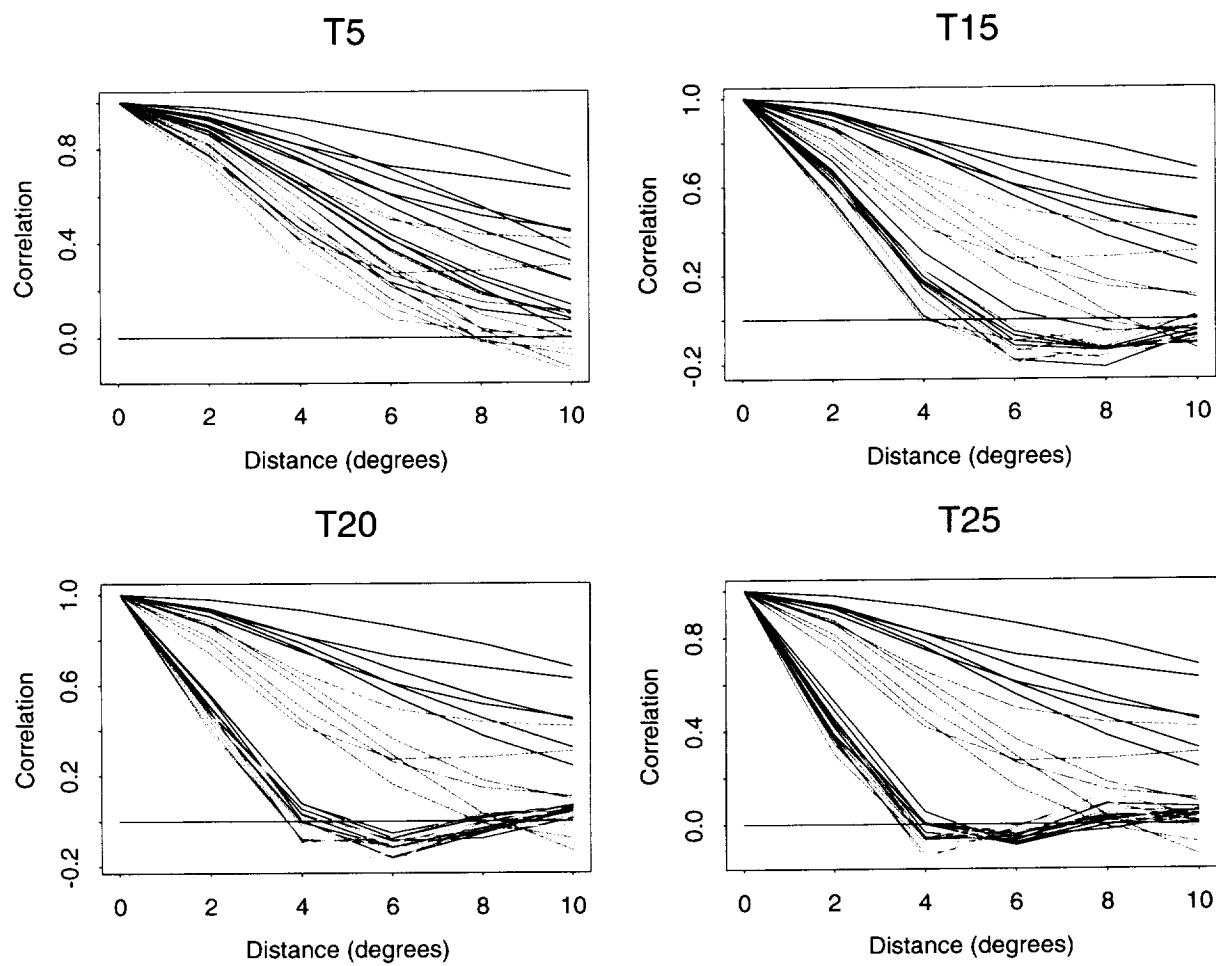 T5
T15
Correlation
0.0 0.4 0.8
0 2 4 6 8 10
Distance (degrees)
Correlation
-0.2 0.2 0.6 1.0
0 2 4 6 8 10
Distance (degrees)
T20
T25
Correlation
-0.2 0.2 0.6 1.0
0 2 4 6 8 10
Distance (degrees)
Correlation
0.0 0.4 0.8
0 2 4 6 8 10
Distance (degrees)